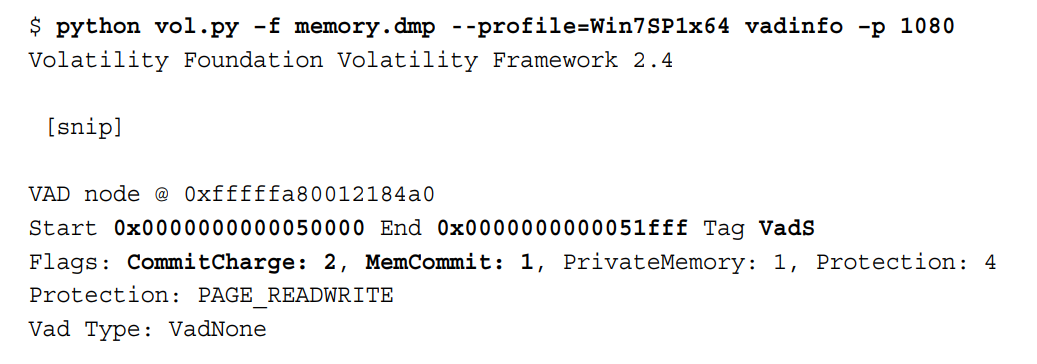 $ python vol.py -f memory.dmp --profile=Win7SP1x64 vadinfo -p 1080
Volatility Foundation Volatility Framework 2.4
[snip]
VAD node @ 0xfffffa80012184a0
Start 0x0000000000050000 End 0x0000000000051fff Tag VadS
Flags: CommitCharge: 2, MemCommit: 1, PrivateMemory: 1, Protection: 4
Protection: PAGE_READWRITE
Vad Type: VadNone